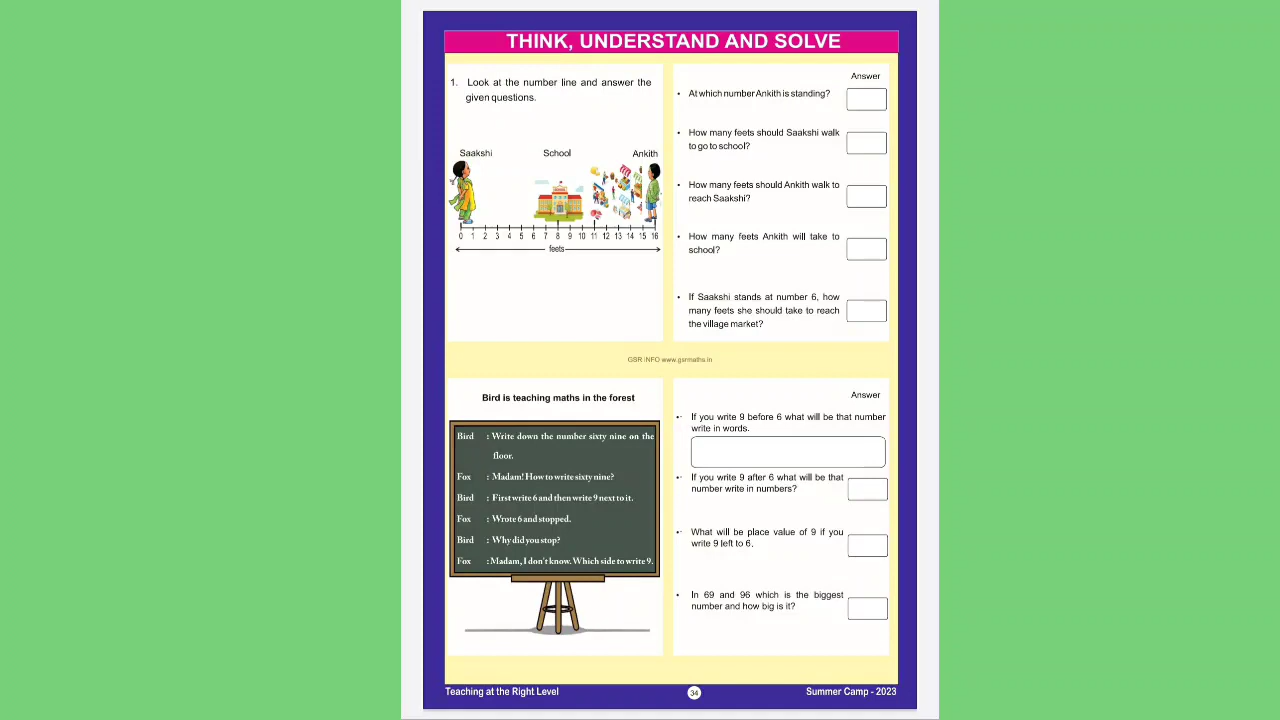 THINK, UNDERSTAND AND SOLVE
1. Look at the number line and answer the
given questions.
Saakshi School Ankith
0 1 2 3 4 5 6 7 8 9 10 11 12 13 14 15 16
feets
Answer
• At which number Ankith is standing?
• How many feets should Saakshi walk
to go to school?
• How many feets should Ankith walk to
reach Saakshi?
• How many feets Ankith will take to
school?
• If Saakshi stands at number 6, how
many feets she should take to reach
the village market?
GSR INFO www.gsrmaths.in
Bird is teaching maths in the forest
Bird : Write down the number sixty nine on the
floor.
Fox : Madam! How to write sixty nine?
Bird : First write 6 and then write 9 next to it.
Fox : Wrote 6 and stopped.
Bird : Why did you stop?
Fox : Madam, I don't know. Which side to write 9.
Answer
• If you write 9 before 6 what will be that number
write in words.
• If you write 9 after 6 what will be that
number write in numbers?
• What will be place value of 9 if you
write 9 left to 6.
• In 69 and 96 which is the biggest
number and how big is it?
Teaching at the Right Level 34 Summer Camp - 2023